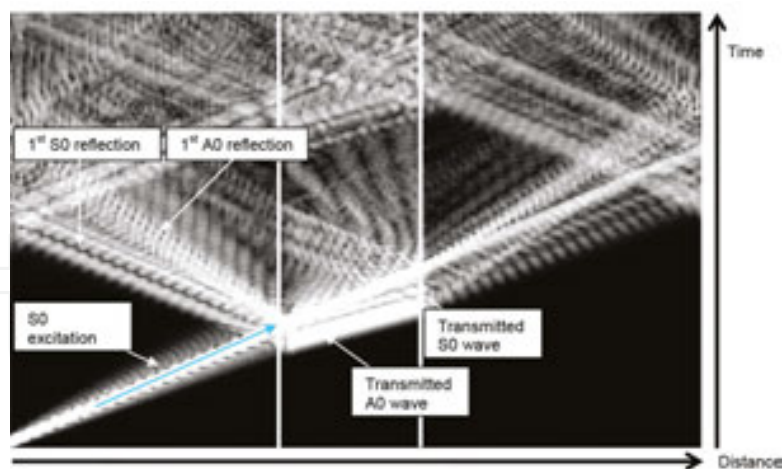 Time
1st S0 reflection
1st A0 reflection
S0
excitation
Transmitted
S0 wave
Transmitted
A0 wave
Distance